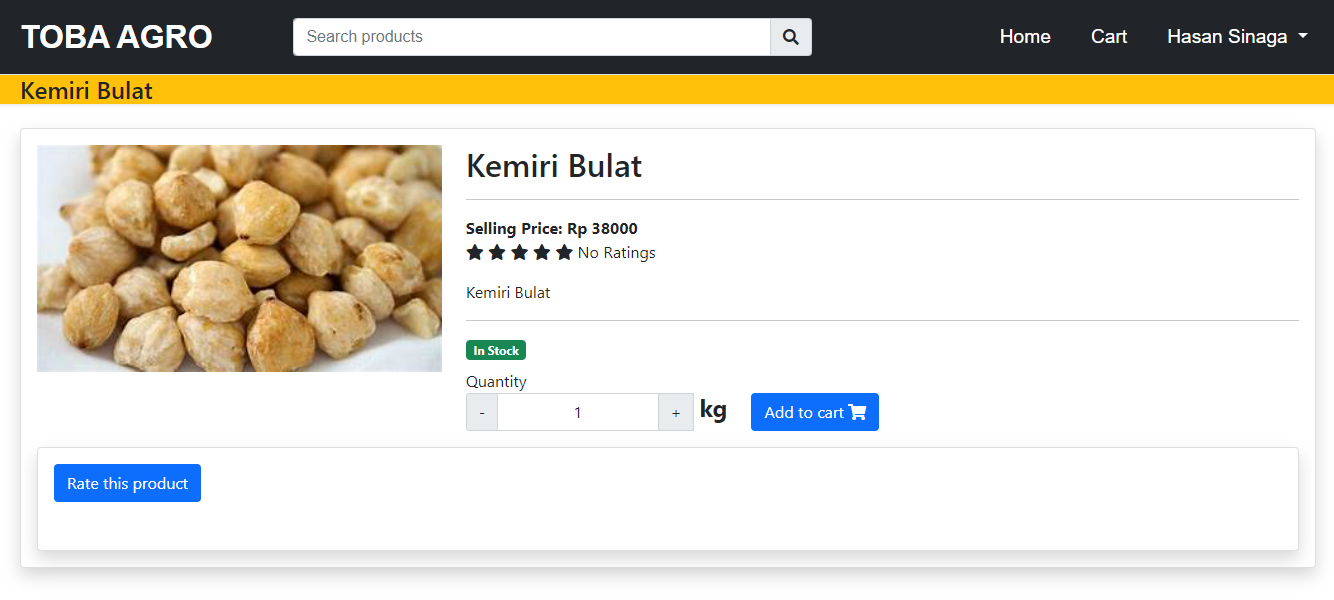 TOBA AGRO
Search products
Home
Cart
Hasan Sinaga
Kemiri Bulat
Kemiri Bulat
Selling Price: Rp 38000
No Ratings
Kemiri Bulat
In Stock
Quantity
- 1 + kg Add to cart
Rate this product